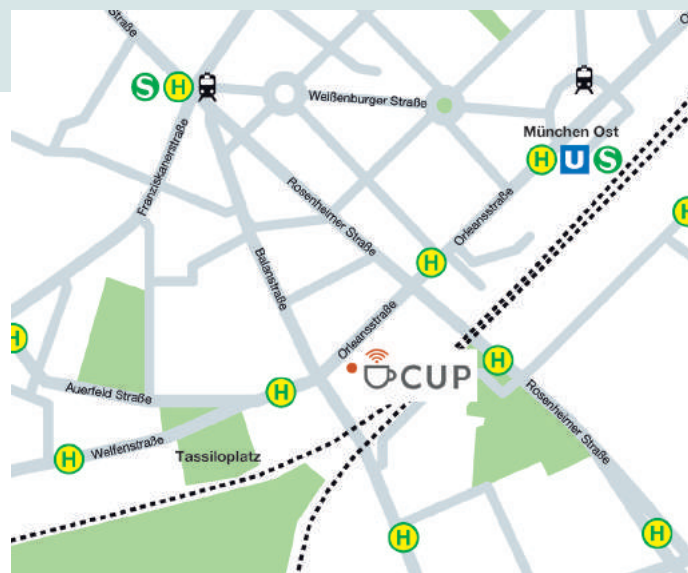 Straße
S H
Weißenburger Straße
München Ost
H U S
Franziskanerstraße
Rosenheimer Straße
Orleansstraße
H
H
Balanstraße
Orleansstraße
H
H
CUP
Auerfeld Straße
H
Rosenheimer Straße
Welfenstraße
H
Tassiloplatz
H
H